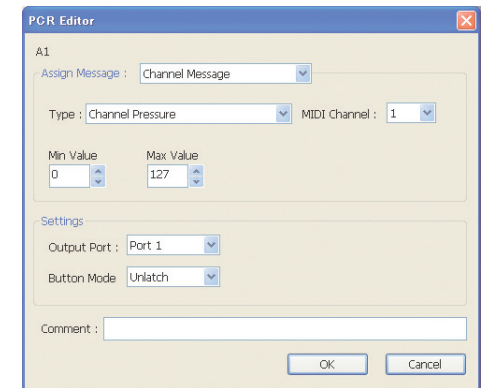 PCR Editor
A1
Assign Message : Channel Message
Type : Channel Pressure MIDI Channel : 1
Min Value Max Value
0 127
Settings
Output Port : Port 1
Button Mode Unlatch
Comment :
OK Cancel